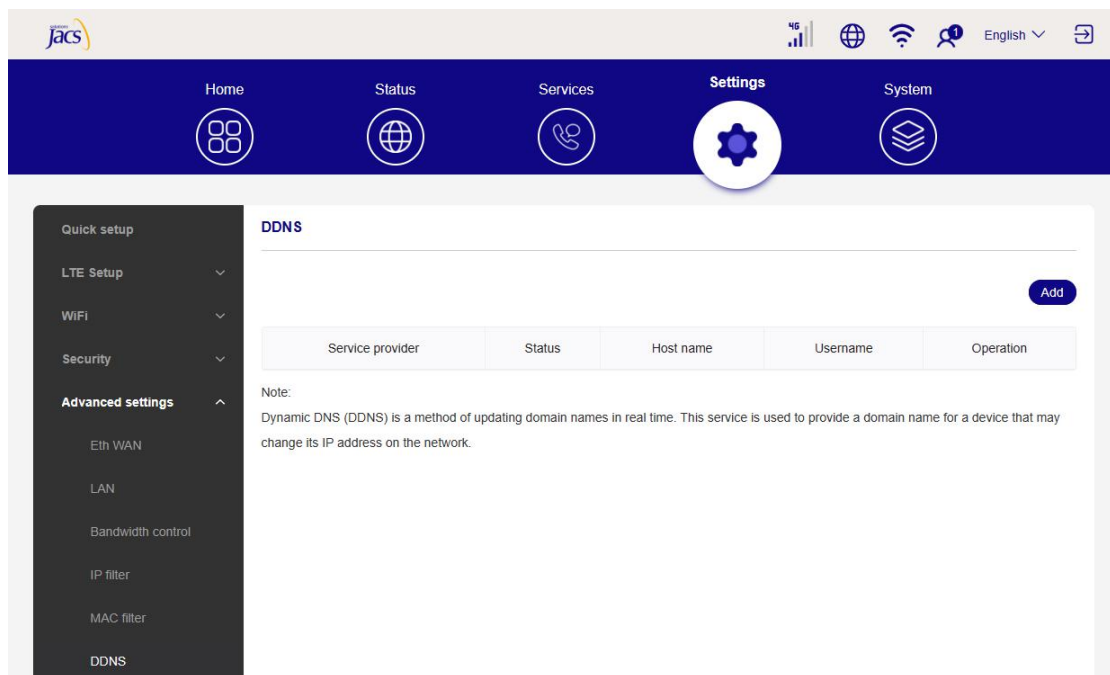 solutions
jacs
4G
1
English
Home
Status
Services
Settings
System
Quick setup
LTE Setup
WiFi
Security
Advanced settings
Eth WAN
LAN
Bandwidth control
IP filter
MAC filter
DDNS
DDNS
Add
Service provider Status Host name Username Operation
Note:
Dynamic DNS (DDNS) is a method of updating domain names in real time. This service is used to provide a domain name for a device that may
change its IP address on the network.